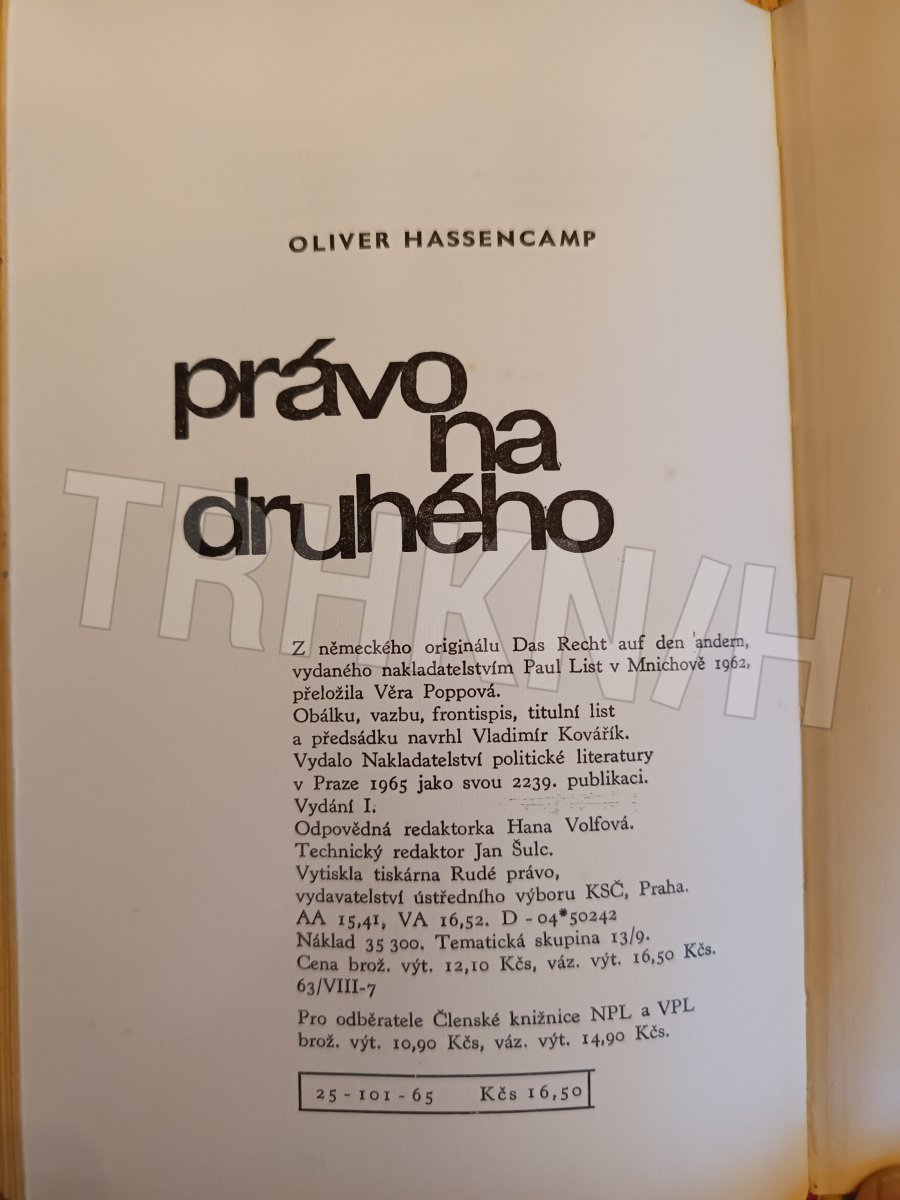 OLIVER HASSENCAMP
právo
na
druhého
TRHKNIH
Z německého originálu Das Recht auf den andern,
vydaného nakladatelstvím Paul List v Mnichově 1962,
přeložila Věra Poppová.
Obálku, vazbu, frontispis, titulní list
a předsádku navrhl Vladimír Kovářík.
Vydalo Nakladatelství politické literatury
v Praze 1965 jako svou 2239. publikaci.
Vydání I.
Odpovědná redaktorka Hana Volfová.
Technický redaktor Jan Šulc.
Vytiskla tiskárna Rudé právo,
vydavatelství ústředního výboru KSČ, Praha.
AA 15,41, VA 16,52. D - 04*50242
Náklad 35 300. Tematická skupina 13/9.
Cena brož. výt. 12,10 Kčs, váz. výt. 16,50 Kčs.
63/VIII-7
Pro odběratele Členské knižnice NPL a VPL
brož. výt. 10,90 Kčs, váz. výt. 14,90 Kčs.
25 - 101 - 65 Kčs 16,50